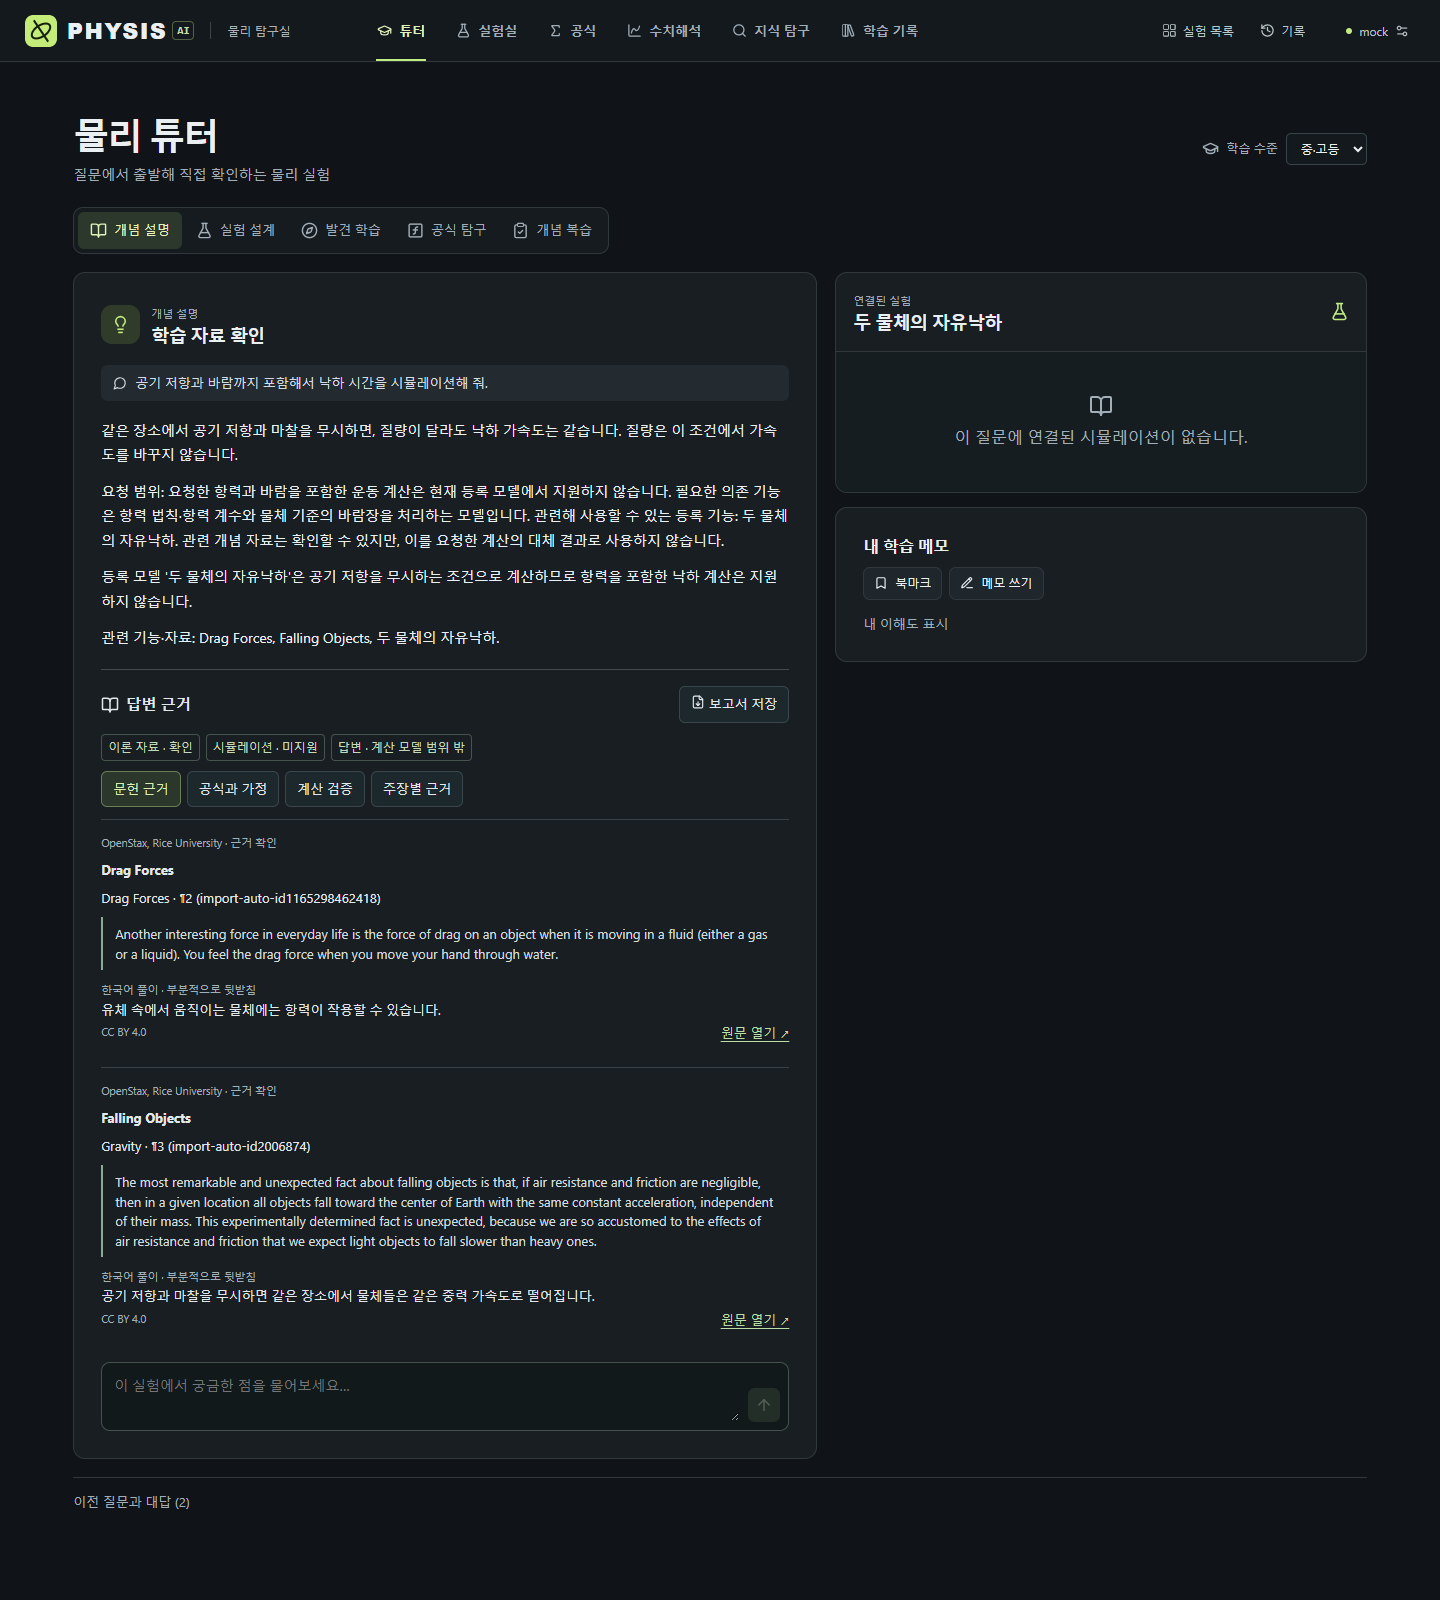 PHYSIS AI 물리 탐구실 튜터 실험실 공식 수치해석 지식 탐구 학습 기록 실험 목록 기록 mock
물리 튜터
질문에서 출발해 직접 확인하는 물리 실험
학습 수준 중·고등
개념 설명 실험 설계 발견 학습 공식 탐구 개념 복습
개념 설명
학습 자료 확인
공기 저항과 바람까지 포함해서 낙하 시간을 시뮬레이션해 줘.
같은 장소에서 공기 저항과 마찰을 무시하면, 질량이 달라도 낙하 가속도는 같습니다. 질량은 이 조건에서 가속
도를 바꾸지 않습니다.
요청 범위: 요청한 항력과 바람을 포함한 운동 계산은 현재 등록 모델에서 지원하지 않습니다. 필요한 의존 기능
은 항력 법칙·항력 계수와 물체 기준의 바람장을 처리하는 모델입니다. 관련해 사용할 수 있는 등록 기능: 두 물체
의 자유낙하. 관련 개념 자료는 확인할 수 있지만, 이를 요청한 계산의 대체 결과로 사용하지 않습니다.
등록 모델 '두 물체의 자유낙하'은 공기 저항을 무시하는 조건으로 계산하므로 항력을 포함한 낙하 계산은 지원
하지 않습니다.
관련 기능·자료: Drag Forces, Falling Objects, 두 물체의 자유낙하.
답변 근거
보고서 저장
이론 자료 · 확인 시뮬레이션 · 미지원 답변 · 계산 모델 범위 밖
문헌 근거 공식과 가정 계산 검증 주장별 근거
OpenStax, Rice University · 근거 확인
Drag Forces
Drag Forces · ¶2 (import-auto-id1165298462418)
Another interesting force in everyday life is the force of drag on an object when it is moving in a fluid (either a gas
or a liquid). You feel the drag force when you move your hand through water.
한국어 풀이 · 부분적으로 뒷받침
유체 속에서 움직이는 물체에는 항력이 작용할 수 있습니다.
CC BY 4.0
원문 열기 ↗
OpenStax, Rice University · 근거 확인
Falling Objects
Gravity · ¶3 (import-auto-id2006874)
The most remarkable and unexpected fact about falling objects is that, if air resistance and friction are negligible,
then in a given location all objects fall toward the center of Earth with the same constant acceleration, independent
of their mass. This experimentally determined fact is unexpected, because we are so accustomed to the effects of
air resistance and friction that we expect light objects to fall slower than heavy ones.
한국어 풀이 · 부분적으로 뒷받침
공기 저항과 마찰을 무시하면 같은 장소에서 물체들은 같은 중력 가속도로 떨어집니다.
CC BY 4.0
원문 열기 ↗
이 실험에서 궁금한 점을 물어보세요...
연결된 실험
두 물체의 자유낙하
이 질문에 연결된 시뮬레이션이 없습니다.
내 학습 메모
북마크 메모 쓰기
내 이해도 표시
이전 질문과 대답 (2)